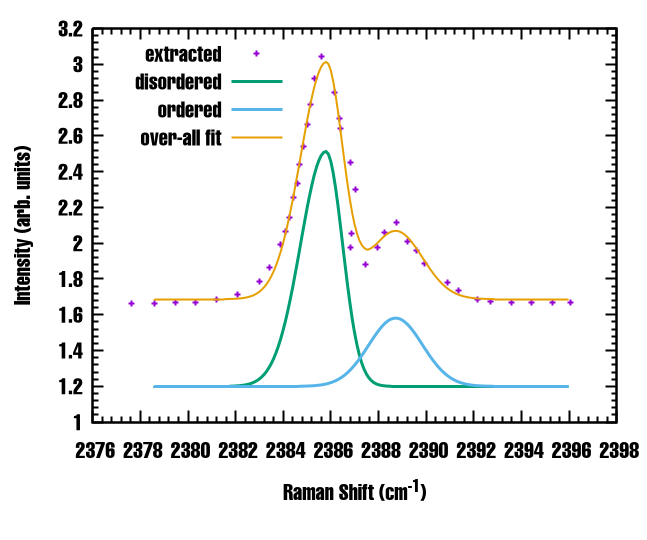 3.2
3
2.8
2.6
2.4
2.2
2
1.8
1.6
1.4
1.2
1
extracted
disordered
ordered
over-all fit
Intensity (arb. units)
2376 2378 2380 2382 2384 2386 2388 2390 2392 2394 2396 2398
Raman Shift (cm⁻¹)